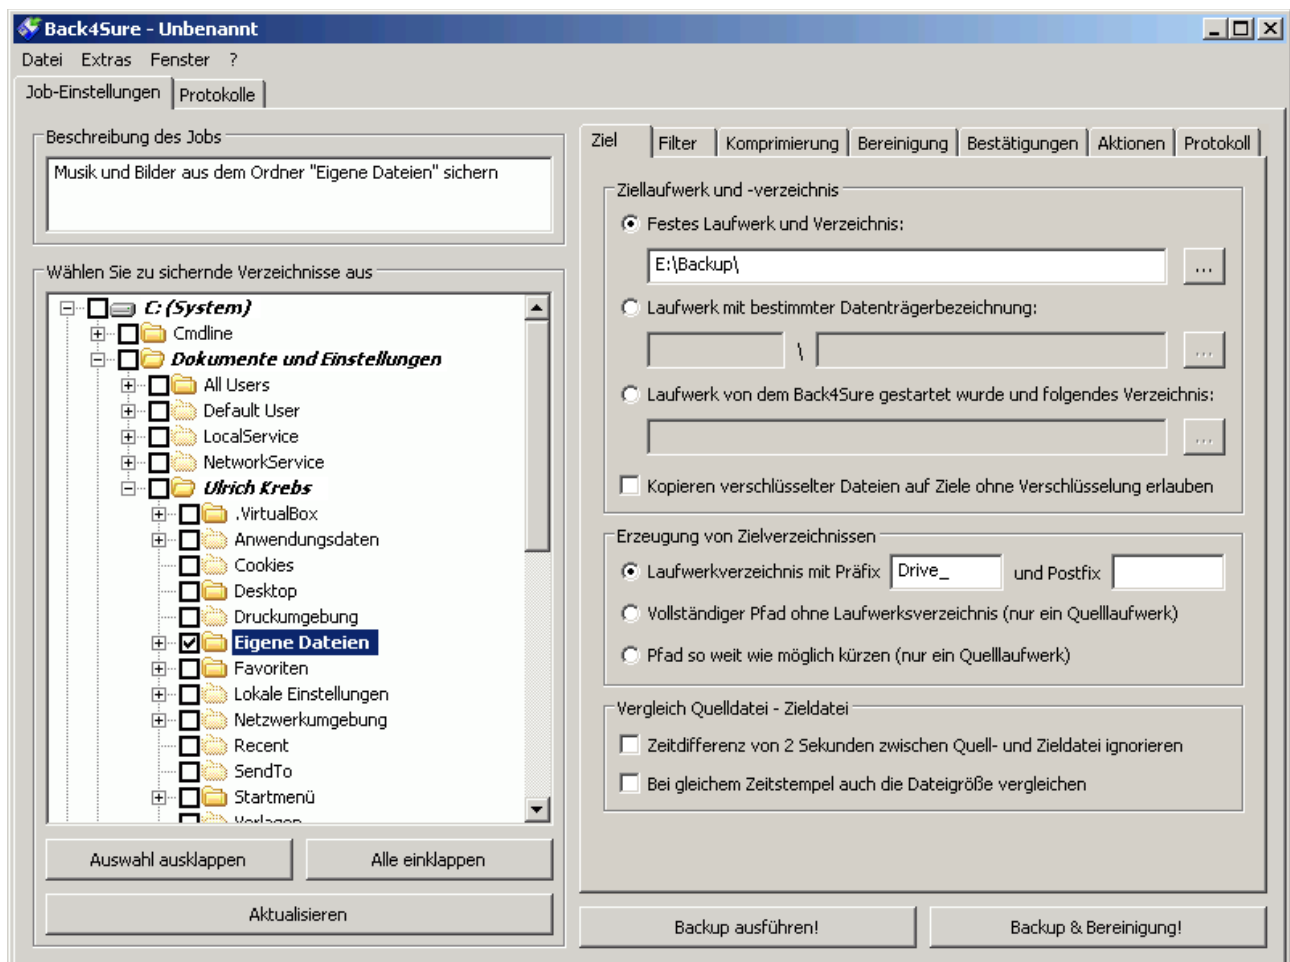 Back4Sure - Unbenannt
Datei Extras Fenster ?
Job-Einstellungen Protokolle
Beschreibung des Jobs
Musik und Bilder aus dem Ordner "Eigene Dateien" sichern
Wählen Sie zu sichernde Verzeichnisse aus
C: (System)
Cmdline
Dokumente und Einstellungen
All Users
Default User
LocalService
NetworkService
Ulrich Krebs
.VirtualBox
Anwendungsdaten
Cookies
Desktop
Druckumgebung
Eigene Dateien
Favoriten
Lokale Einstellungen
Netzwerkumgebung
Recent
SendTo
Startmenü
Vorlagen
Auswahl ausklappen Alle einklappen
Aktualisieren
Ziel Filter Komprimierung Bereinigung Bestätigungen Aktionen Protokoll
Ziellaufwerk und -verzeichnis
Festes Laufwerk und Verzeichnis:
E:\Backup\ ...
Laufwerk mit bestimmter Datenträgerbezeichnung:
\ ...
Laufwerk von dem Back4Sure gestartet wurde und folgendes Verzeichnis:
...
Kopieren verschlüsselter Dateien auf Ziele ohne Verschlüsselung erlauben
Erzeugung von Zielverzeichnissen
Laufwerkverzeichnis mit Präfix Drive_ und Postfix
Vollständiger Pfad ohne Laufwerksverzeichnis (nur ein Quelllaufwerk)
Pfad so weit wie möglich kürzen (nur ein Quelllaufwerk)
Vergleich Quelldatei - Zieldatei
Zeitdifferenz von 2 Sekunden zwischen Quell- und Zieldatei ignorieren
Bei gleichem Zeitstempel auch die Dateigröße vergleichen
Backup ausführen! Backup & Bereinigung!